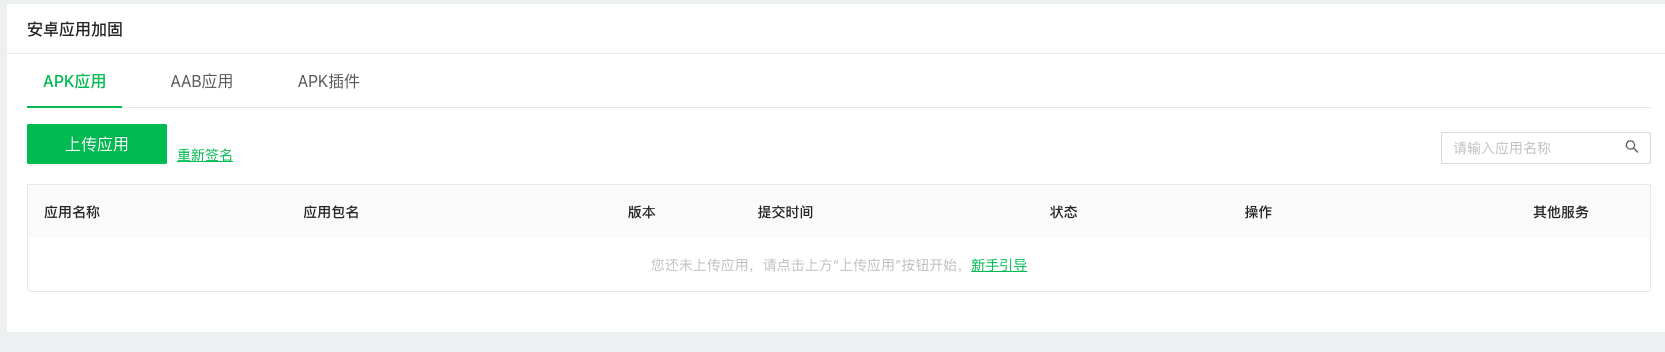 安卓应用加固
APK应用 AAB应用 APK插件
上传应用 重新签名 请输入应用名称
应用名称 应用包名 版本 提交时间 状态 操作 其他服务
您还未上传应用，请点击上方“上传应用”按钮开始，新手引导